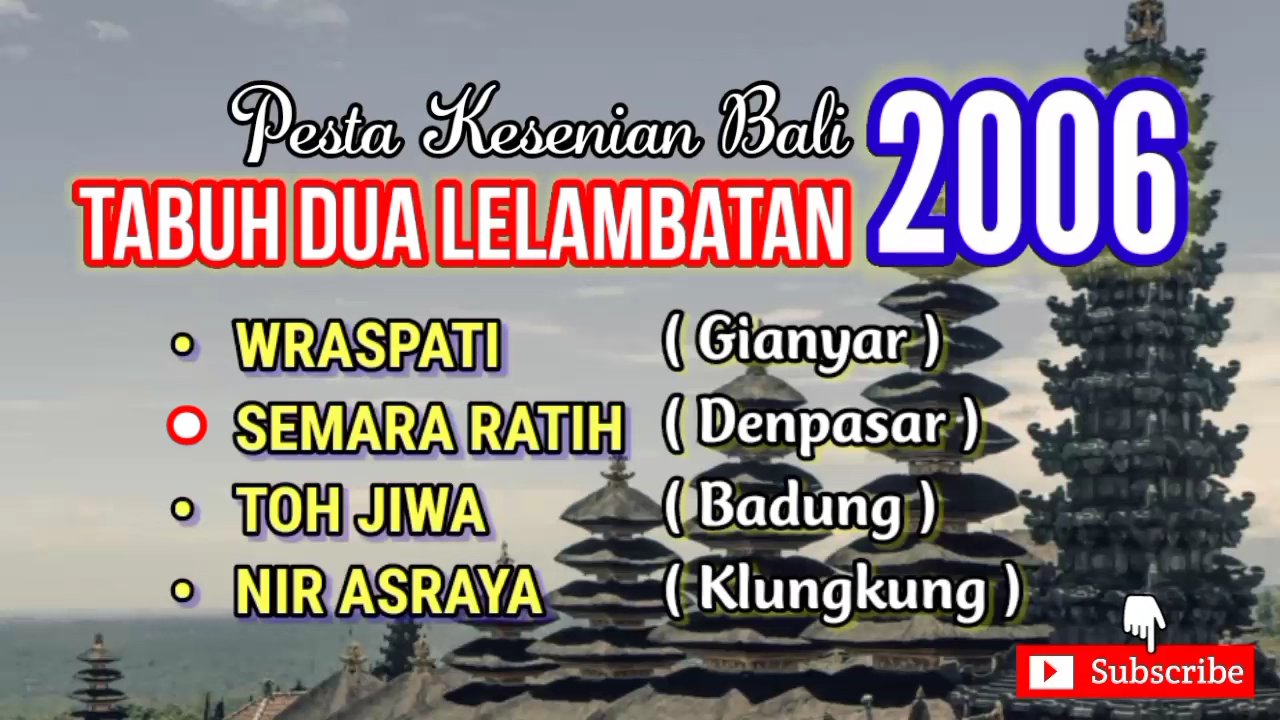 Pesta Kesenian Bali 2006
TABUH DUA LELAMBATAN
• WRASPATI ( Gianyar )
SEMARA RATIH ( Denpasar )
• TOH JIWA ( Badung )
• NIR ASRAYA ( Klungkung )
Subscribe